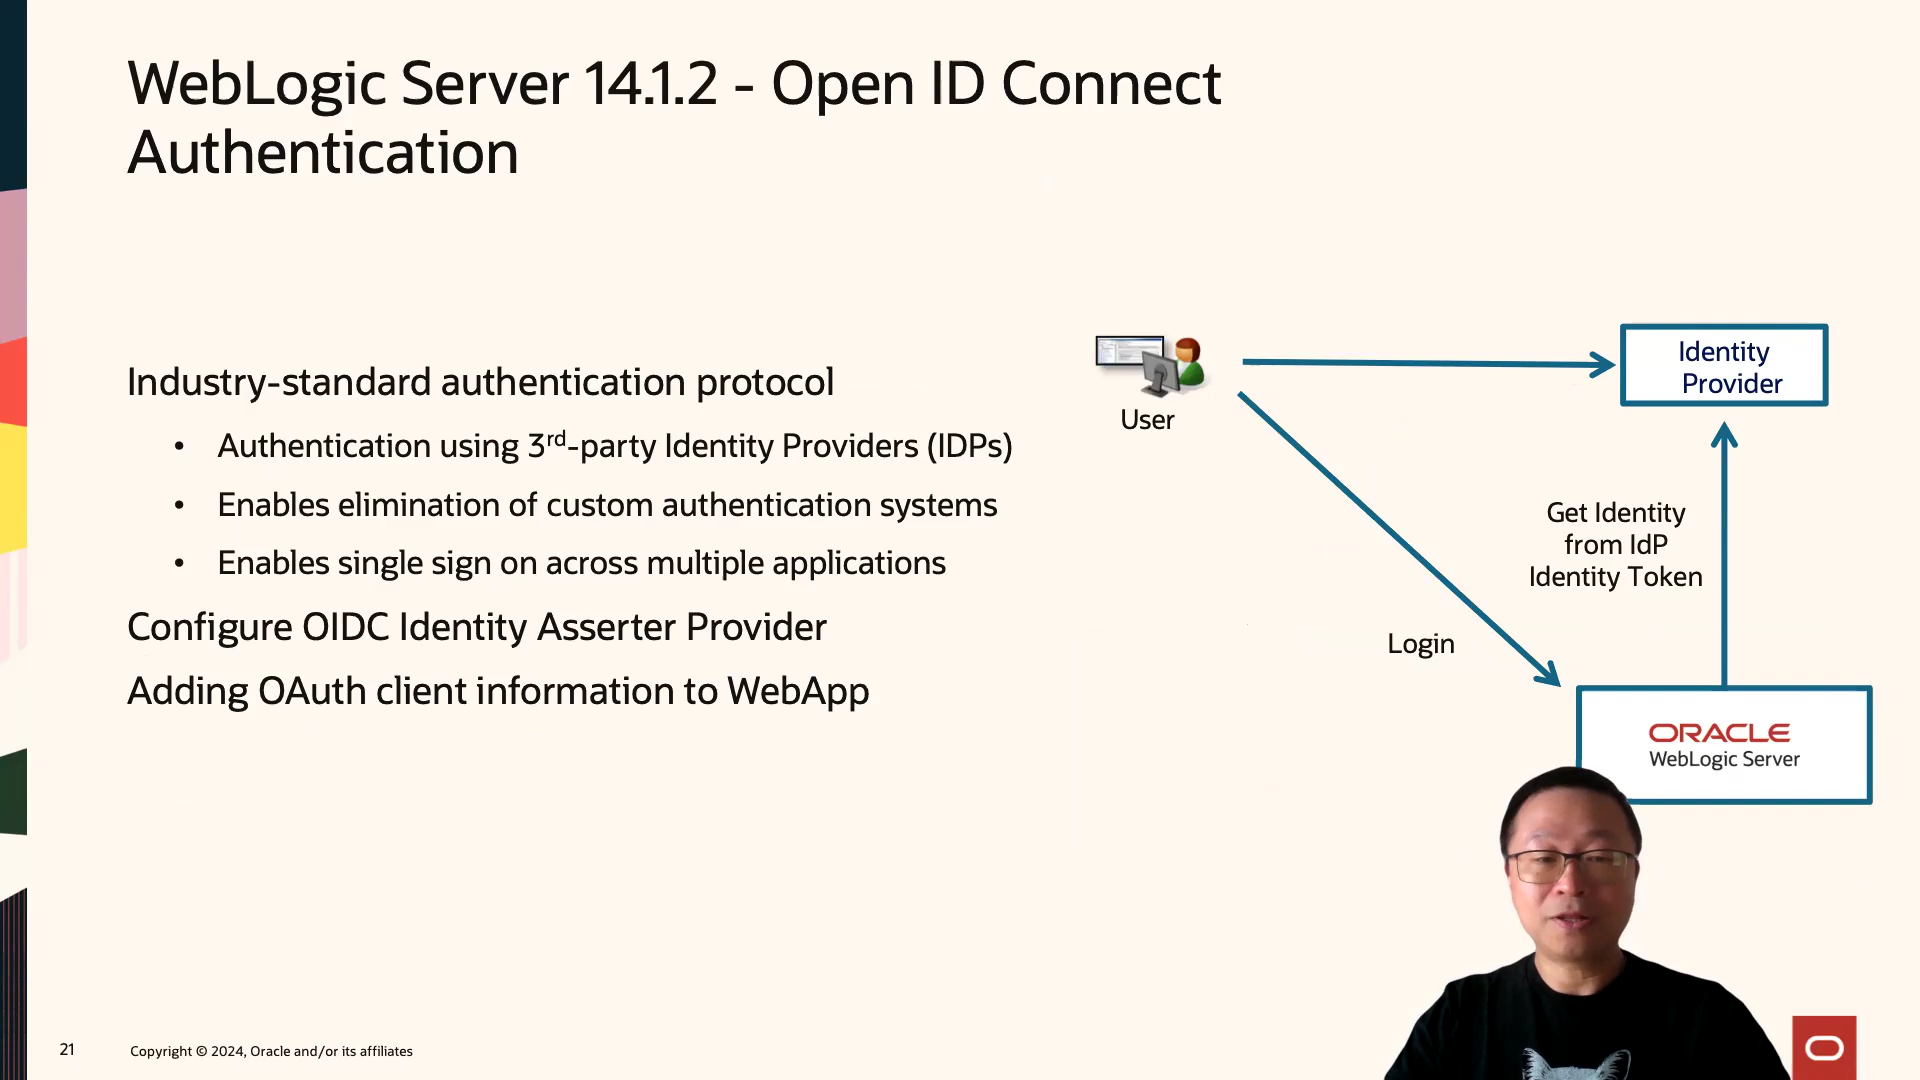 WebLogic Server 14.1.2 - Open ID Connect
Authentication
Industry-standard authentication protocol
• Authentication using 3rd-party Identity Providers (IDPs)
• Enables elimination of custom authentication systems
• Enables single sign on across multiple applications
Configure OIDC Identity Asserter Provider
Adding OAuth client information to WebApp
User
Identity
Provider
Get Identity
from IdP
Identity Token
Login
ORACLE
WebLogic Server
21
Copyright © 2024, Oracle and/or its affiliates